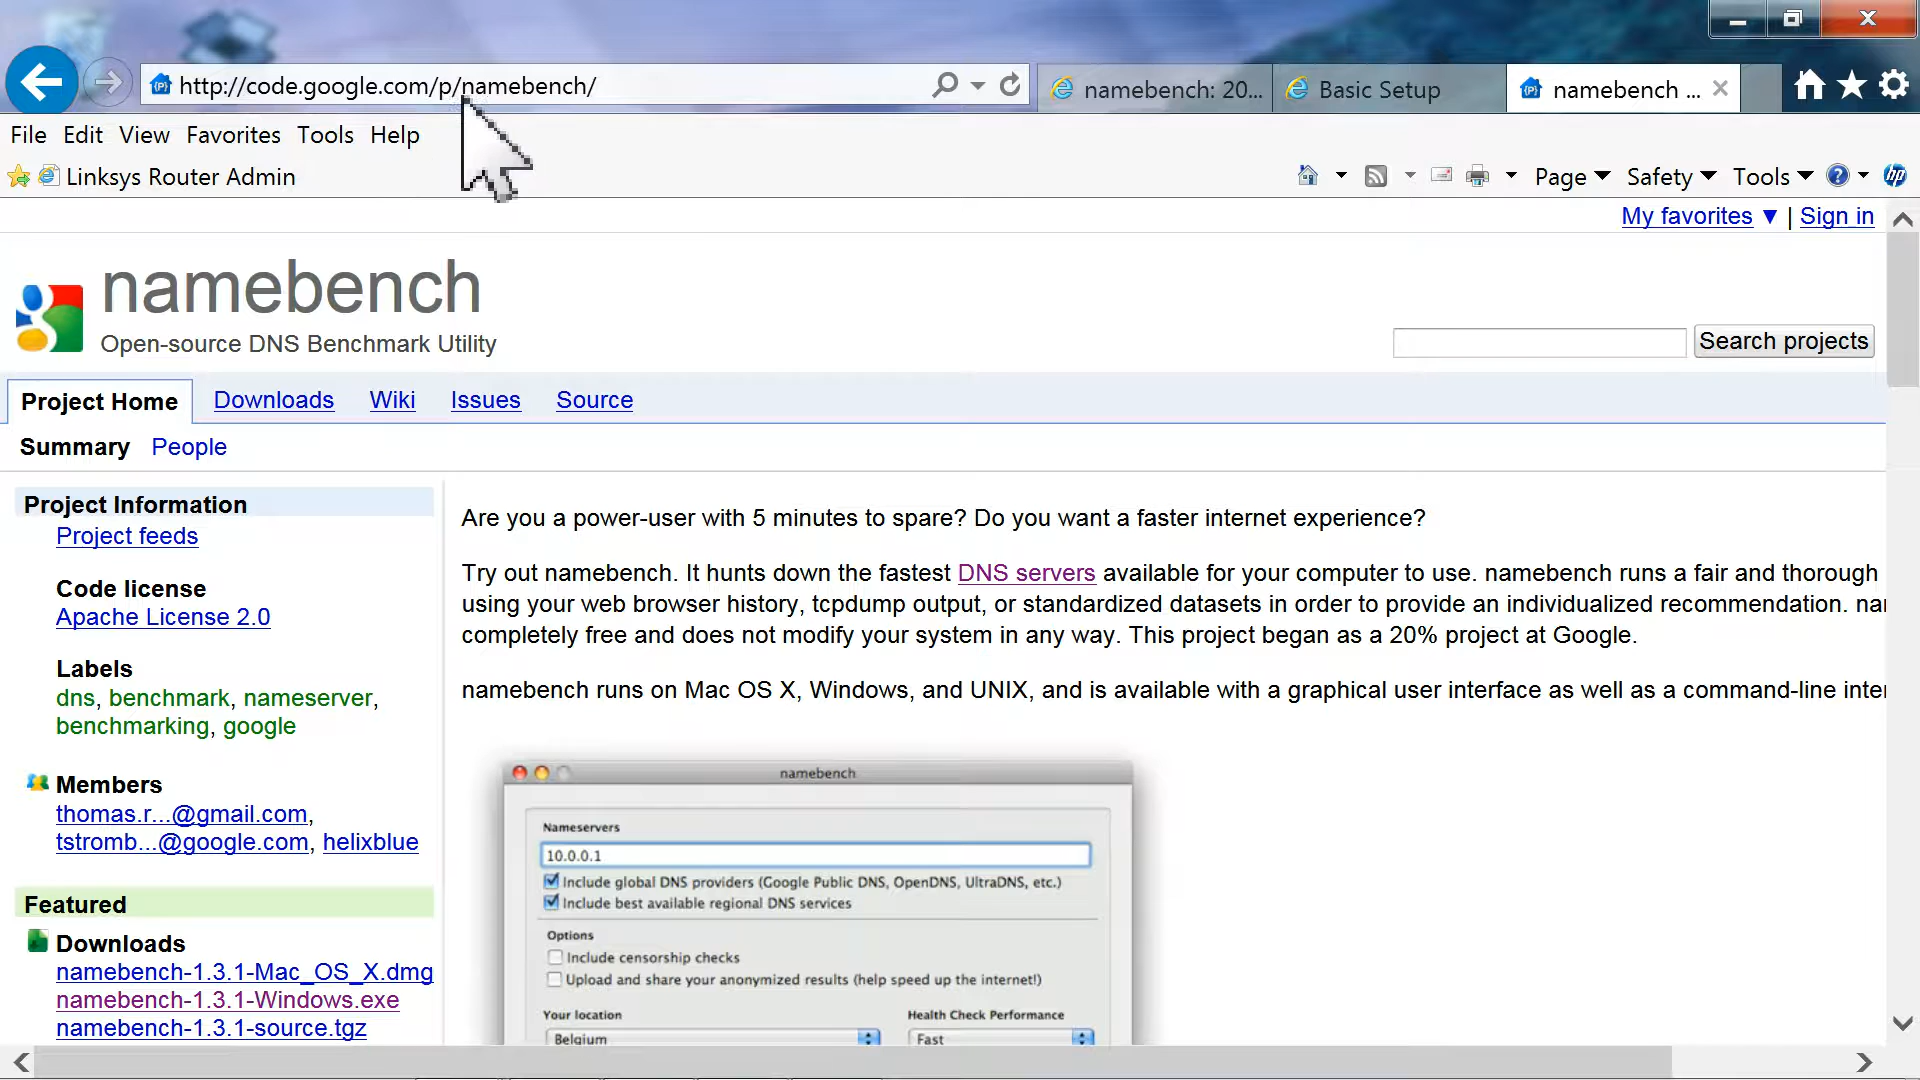 http://code.google.com/p/namebench/
namebench: 20...
Basic Setup
namebench ...
File Edit View Favorites Tools Help
Linksys Router Admin
Page Safety Tools
My favorites ▼ | Sign in
namebench
Open-source DNS Benchmark Utility
Search projects
Project Home Downloads Wiki Issues Source
Summary People
Project Information
Project feeds
Code license
Apache License 2.0
Labels
dns, benchmark, nameserver,
benchmarking, google
Members
thomas.r...@gmail.com,
tstromb...@google.com, helixblue
Featured
Downloads
namebench-1.3.1-Mac_OS_X.dmg
namebench-1.3.1-Windows.exe
namebench-1.3.1-source.tgz
Are you a power-user with 5 minutes to spare? Do you want a faster internet experience?
Try out namebench. It hunts down the fastest DNS servers available for your computer to use. namebench runs a fair and thorough
using your web browser history, tcpdump output, or standardized datasets in order to provide an individualized recommendation. nar
completely free and does not modify your system in any way. This project began as a 20% project at Google.
namebench runs on Mac OS X, Windows, and UNIX, and is available with a graphical user interface as well as a command-line inter
namebench
Nameservers
10.0.0.1
Include global DNS providers (Google Public DNS, OpenDNS, UltraDNS, etc.)
Include best available regional DNS services
Options
Include censorship checks
Upload and share your anonymized results (help speed up the internet!)
Your location Health Check Performance
Belgium Fast